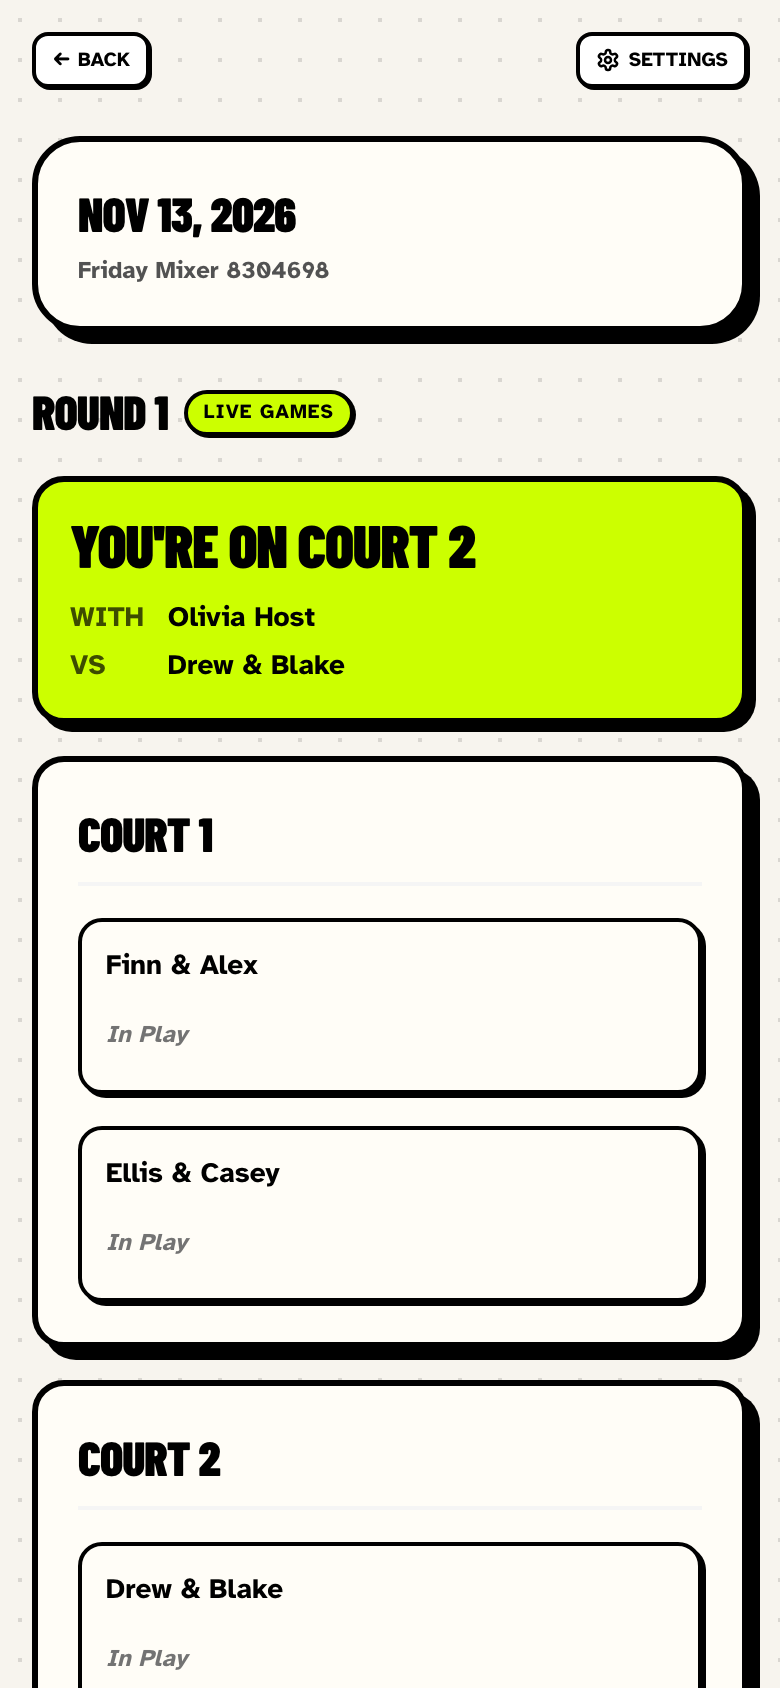 ← BACK
SETTINGS
NOV 13, 2026
Friday Mixer 8304698
ROUND 1
LIVE GAMES
YOU'RE ON COURT 2
WITH Olivia Host
VS Drew & Blake
COURT 1
Finn & Alex
In Play
Ellis & Casey
In Play
COURT 2
Drew & Blake
In Play